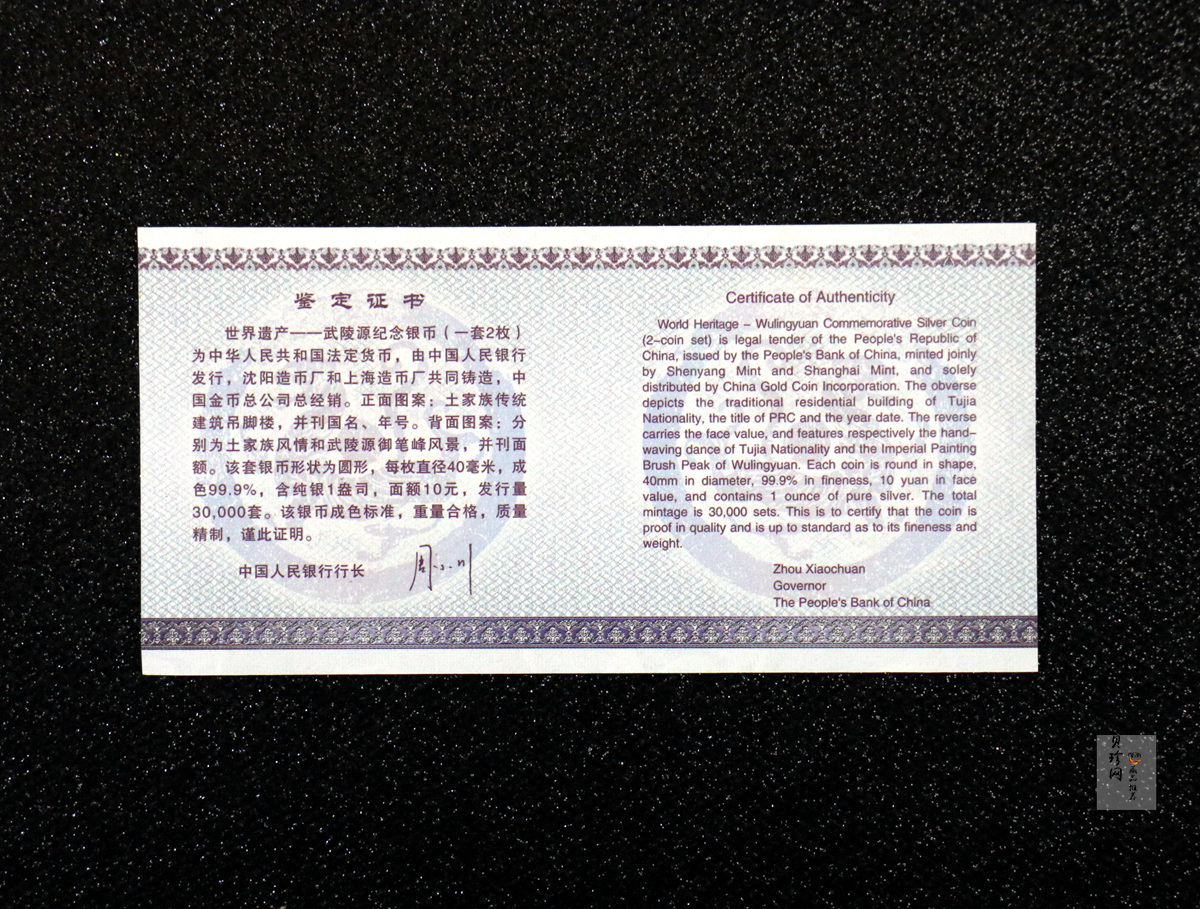 鉴定证书
世界遗产——武陵源纪念银币（一套2枚）
为中华人民共和国法定货币，由中国人民银行
发行，沈阳造币厂和上海造币厂共同铸造，中
国金币总公司总经销。正面图案：土家族传统
建筑吊脚楼，并刊国名、年号。背面图案：分
别为土家族风情和武陵源御笔峰风景，并刊面
额。该套银币形状为圆形，每枚直径40毫米，成
色99.9%，含纯银1盎司，面额10元，发行量
30,000套。该银币成色标准，重量合格，质量
精制，谨此证明。
中国人民银行行长 周小川
Certificate of Authenticity
World Heritage – Wulingyuan Commemorative Silver Coin
(2–coin set) is legal tender of the People's Republic of
China, issued by the People's Bank of China, minted joinly
by Shenyang Mint and Shanghai Mint, and solely
distributed by China Gold Coin Incorporation. The obverse
depicts the traditional residential building of Tujia
Nationality, the title of PRC and the year date. The reverse
carries the face value, and features respectively the hand–
waving dance of Tujia Nationality and the Imperial Painting
Brush Peak of Wulingyuan. Each coin is round in shape,
40mm in diameter, 99.9% in fineness, 10 yuan in face
value, and contains 1 ounce of pure silver. The total
mintage is 30,000 sets. This is to certify that the coin is
proof in quality and is up to standard as to its fineness and
weight.
Zhou Xiaochuan
Governor
The People's Bank of China
贝珍网